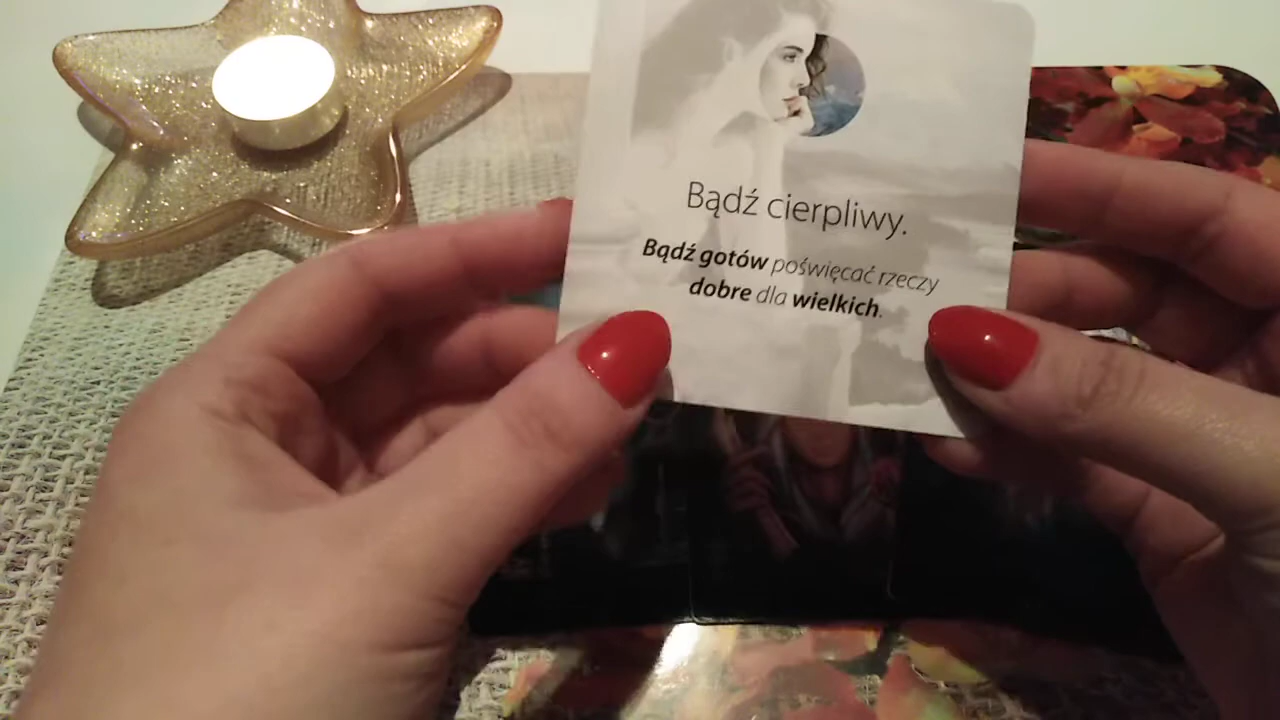 Bądź cierpliwy.
Bądź gotów poświęcać rzeczy
dobre dla wielkich.